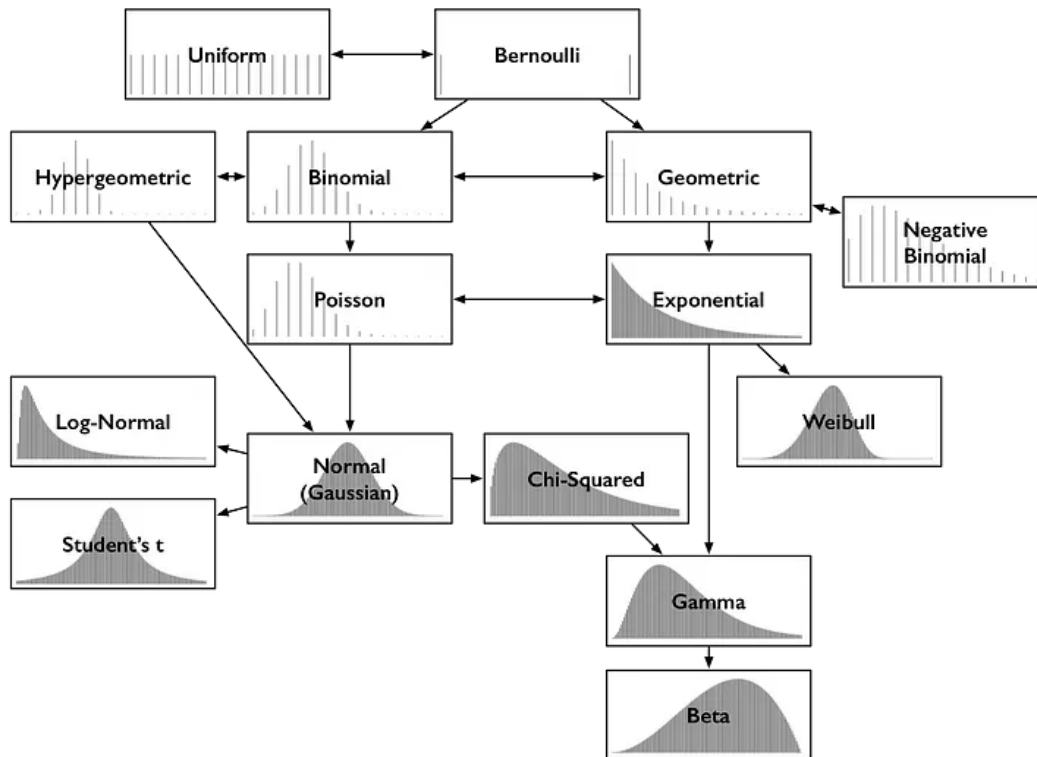 Uniform
Bernoulli
Hypergeometric
Binomial
Geometric
Negative
Binomial
Poisson
Exponential
Log-Normal
Weibull
Normal
(Gaussian)
Chi-Squared
Student's t
Gamma
Beta